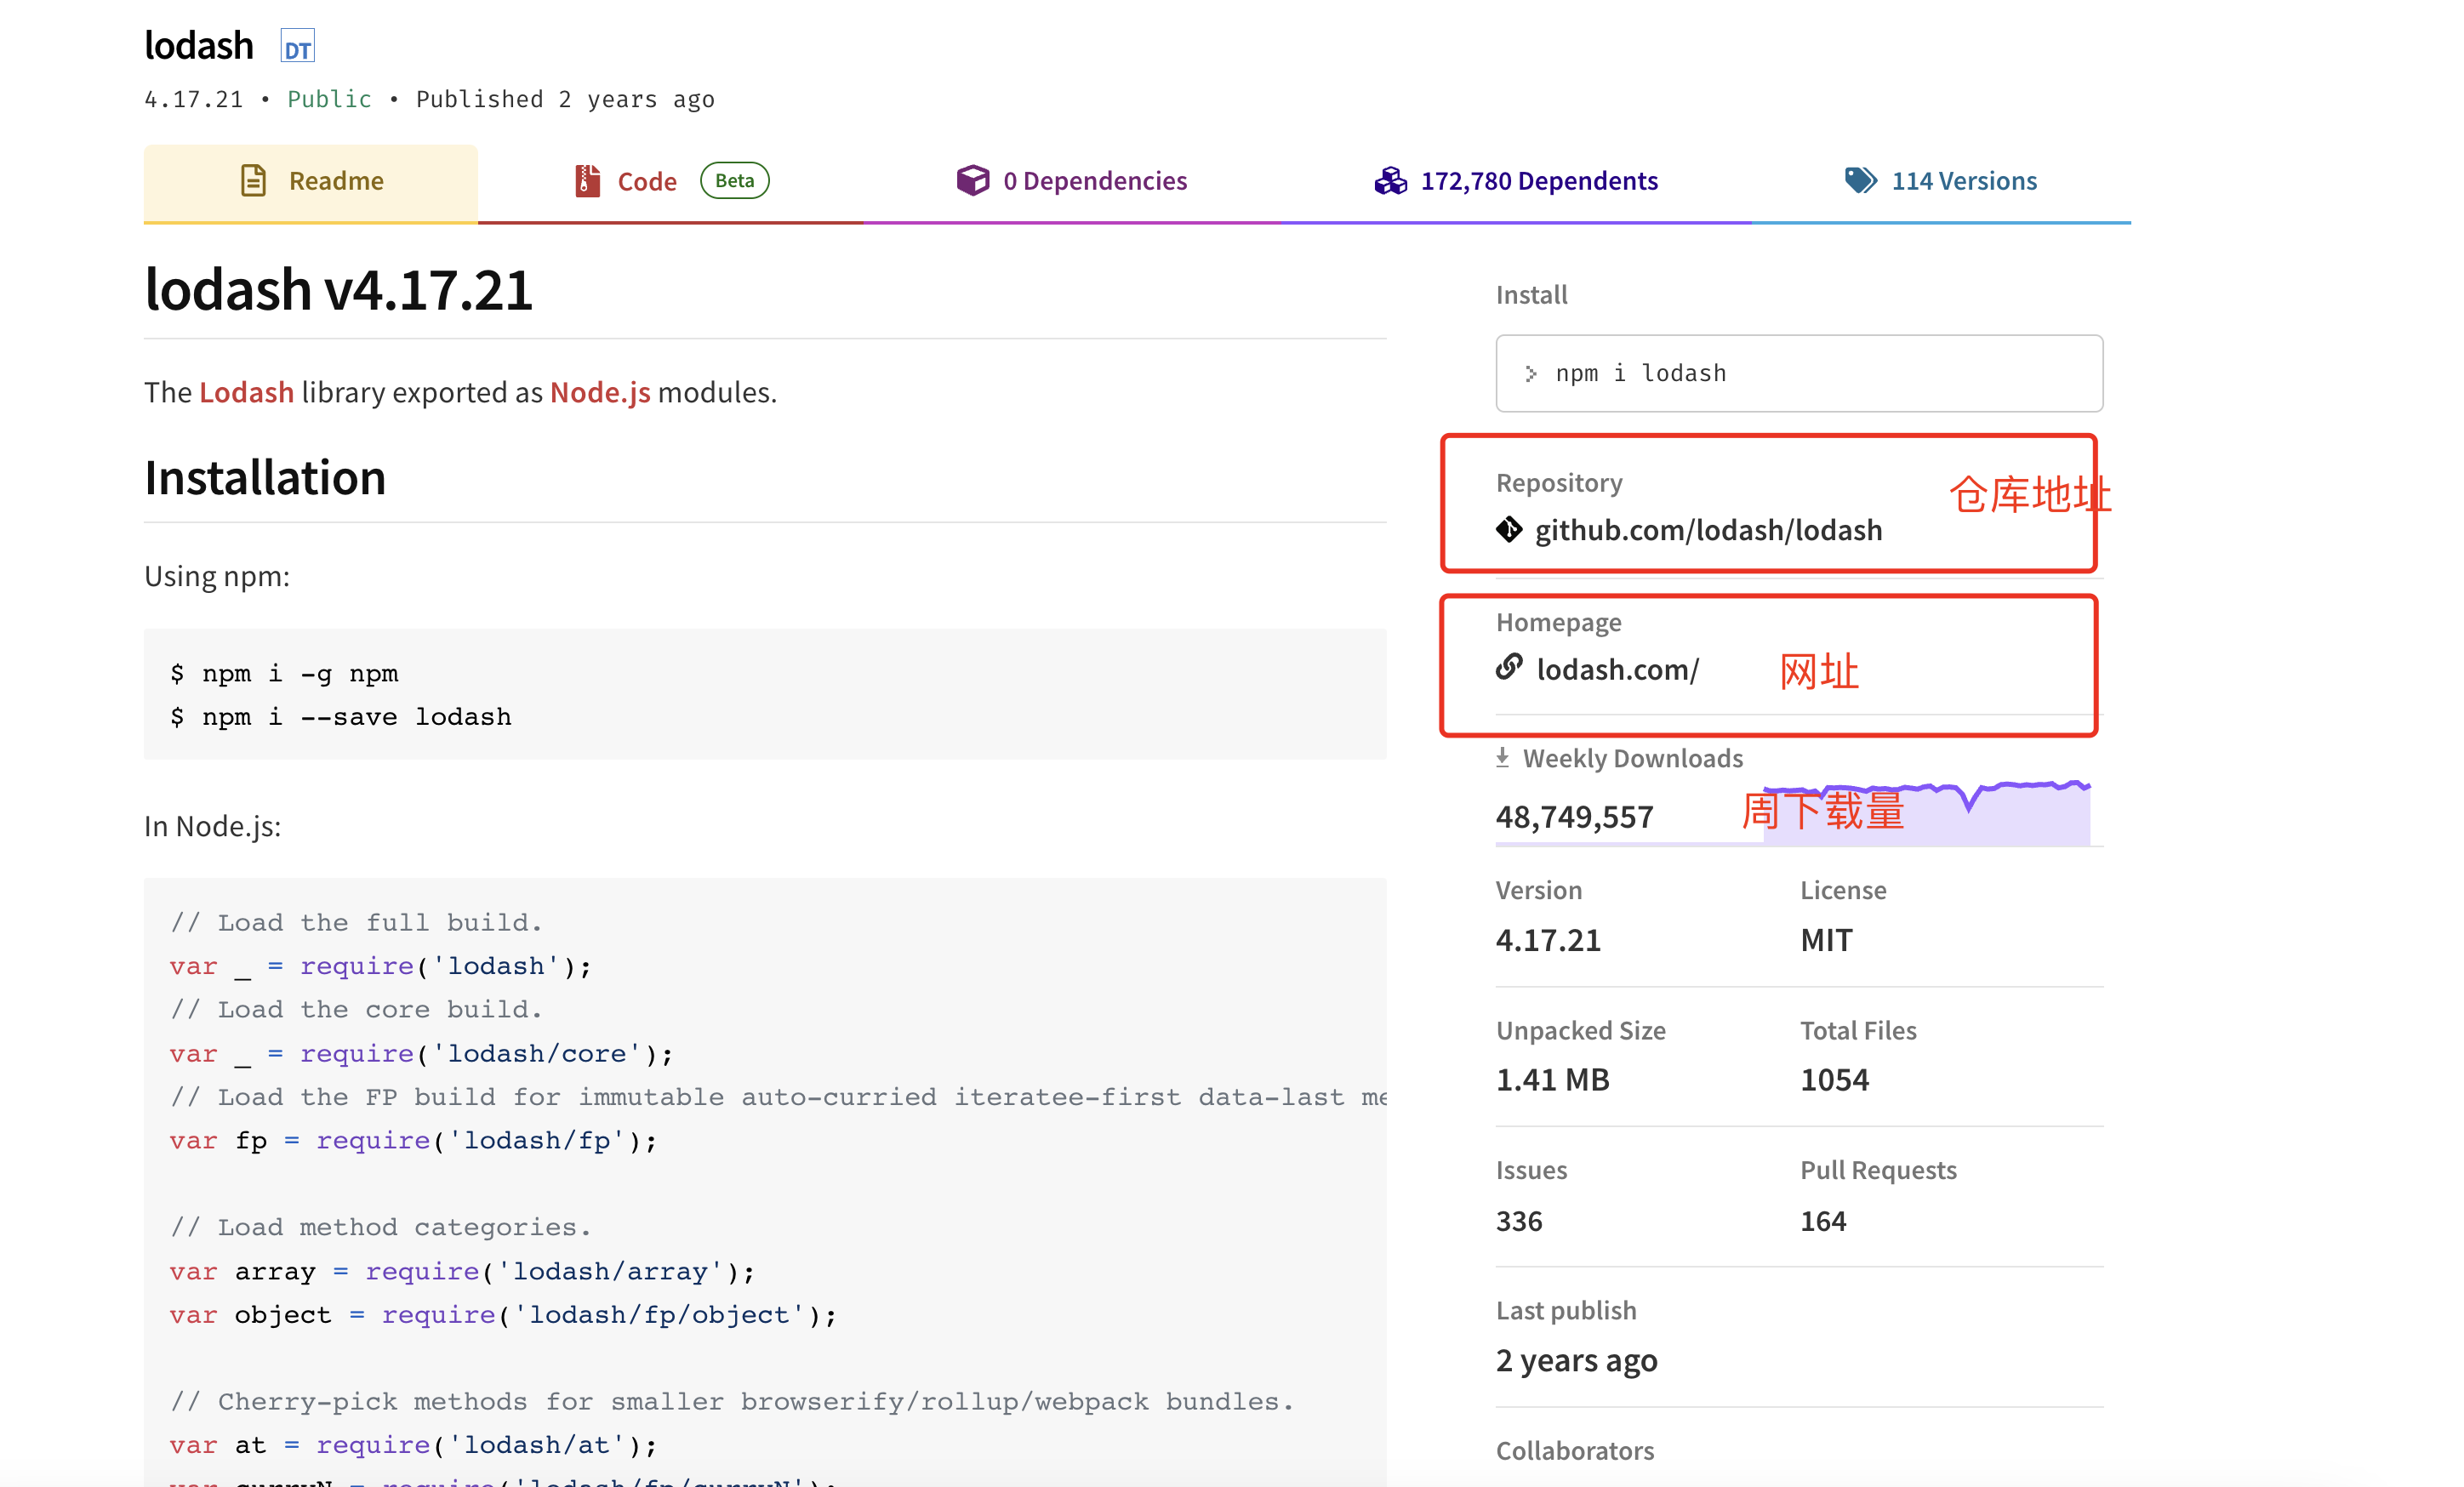 lodash DT
4.17.21 • Public • Published 2 years ago
Readme
Code Beta
0 Dependencies
172,780 Dependents
114 Versions
lodash v4.17.21
The Lodash library exported as Node.js modules.
Installation
Using npm:
$ npm i -g npm
$ npm i --save lodash
In Node.js:
// Load the full build.
var _ = require('lodash');
// Load the core build.
var _ = require('lodash/core');
// Load the FP build for immutable auto-curried iteratee-first data-last me
var fp = require('lodash/fp');
// Load method categories.
var array = require('lodash/array');
var object = require('lodash/fp/object');
// Cherry-pick methods for smaller browserify/rollup/webpack bundles.
var at = require('lodash/at');
var curryN = require('lodash/fp/curryN');
Install
> npm i lodash
Repository
仓库地址
github.com/lodash/lodash
Homepage
lodash.com/ 网址
Weekly Downloads
48,749,557 周下载量
Version
4.17.21
License
MIT
Unpacked Size
1.41 MB
Total Files
1054
Issues
336
Pull Requests
164
Last publish
2 years ago
Collaborators